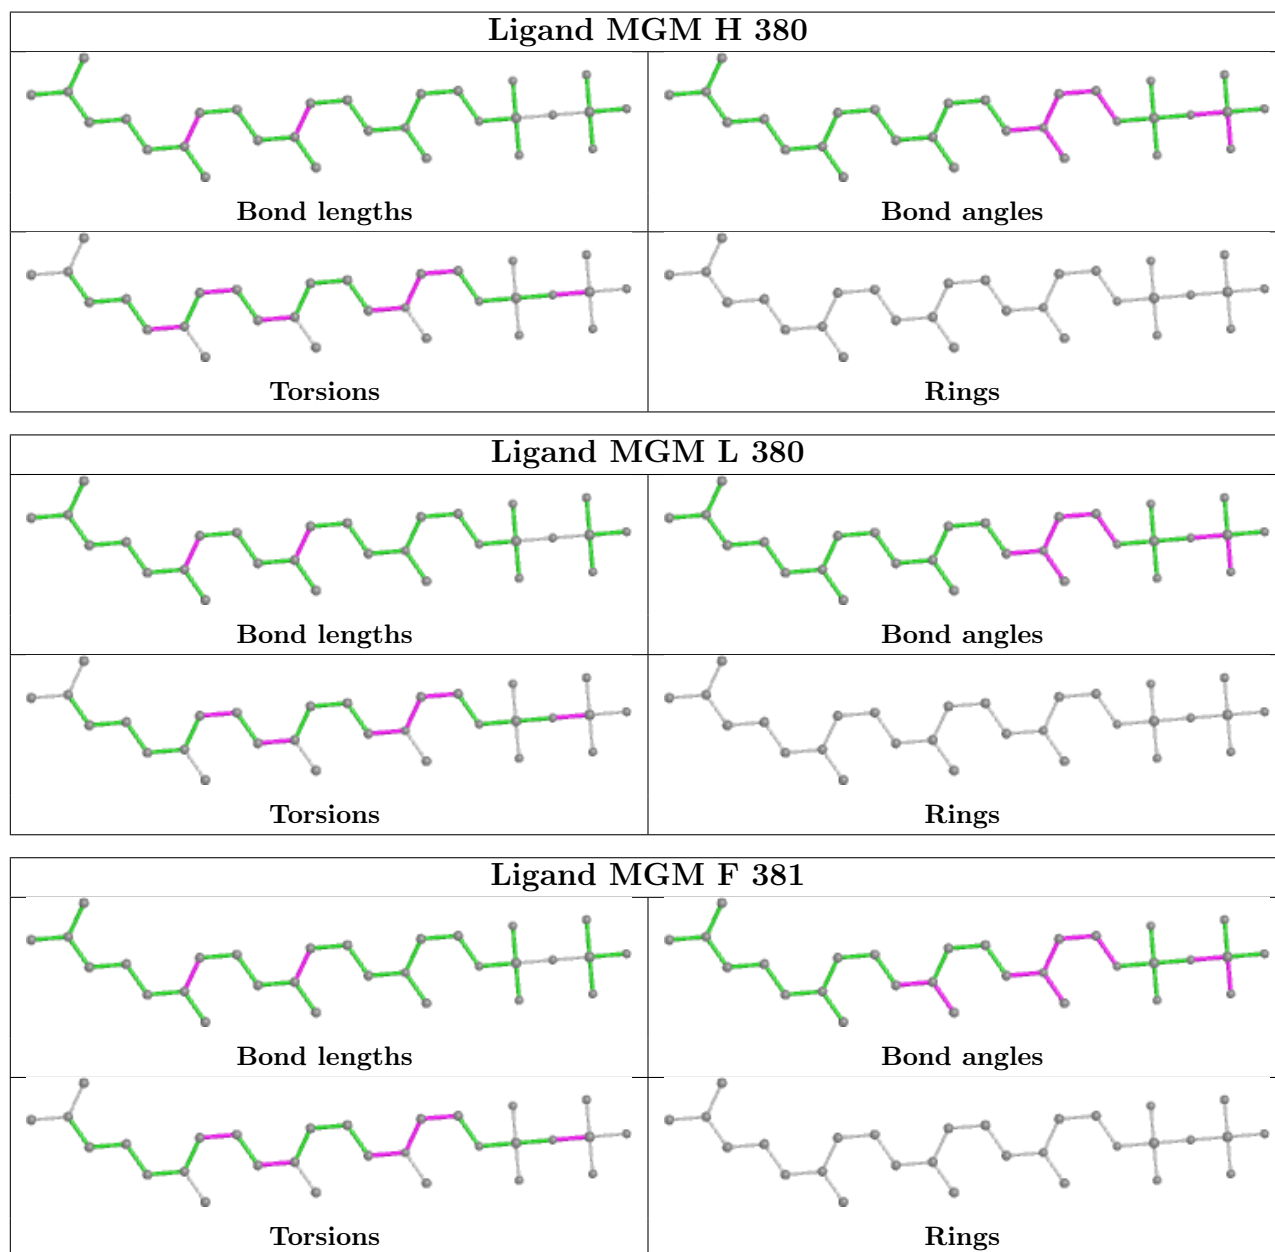 Ligand MGM H 380
Bond lengths
Bond angles
Torsions
Rings
Ligand MGM L 380
Bond lengths
Bond angles
Torsions
Rings
Ligand MGM F 381
Bond lengths
Bond angles
Torsions
Rings